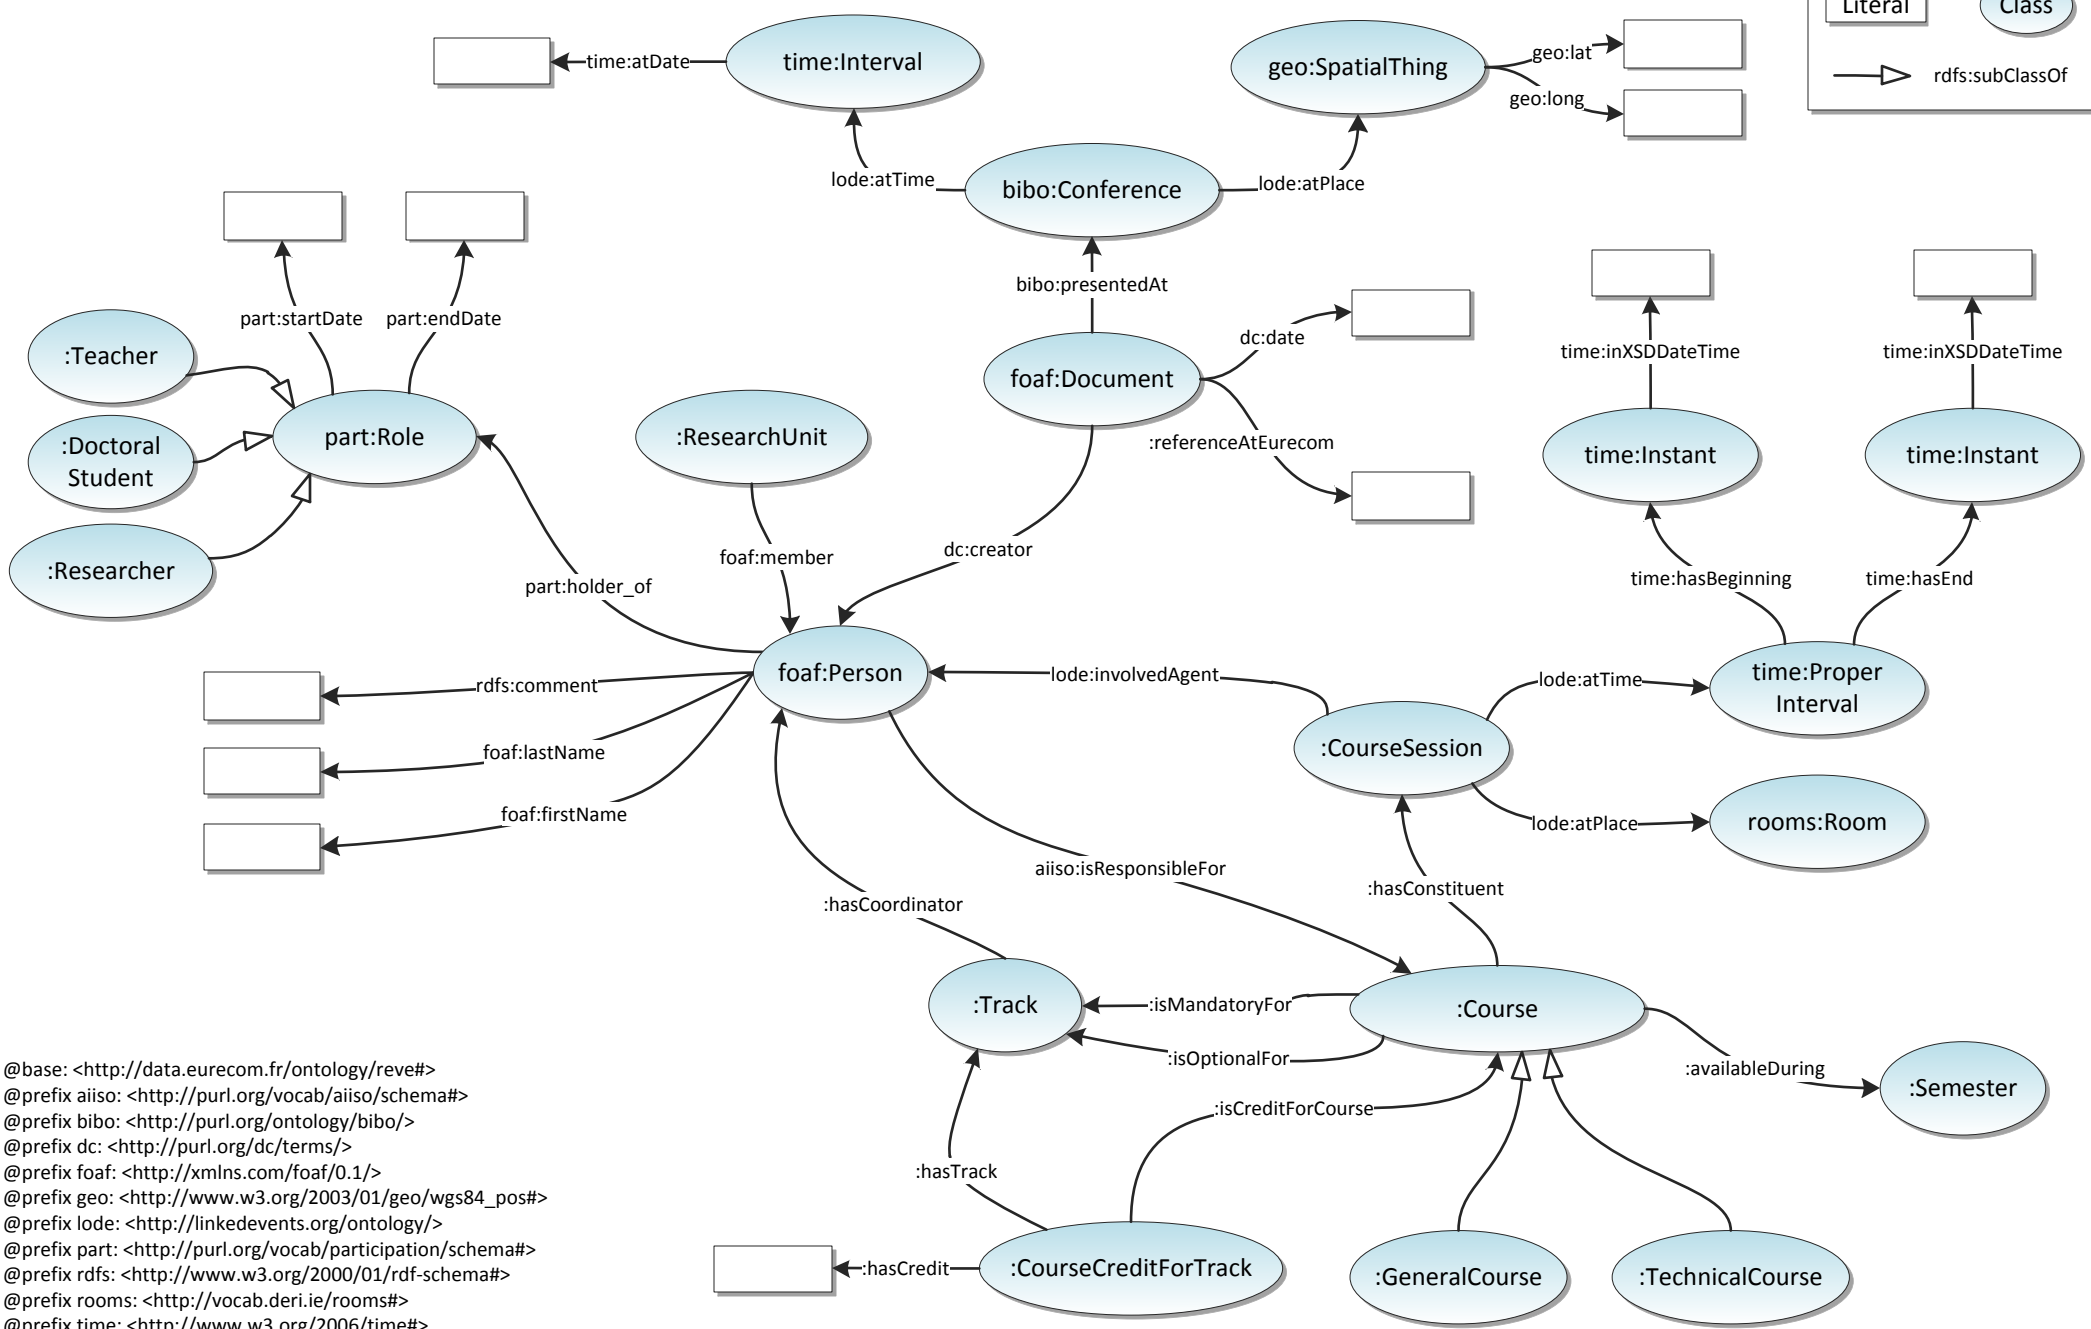 Literal
Class
rdfs:subClassOf
time:atDate
time:Interval
geo:SpatialThing
geo:lat
geo:long
lode:atTime
bibo:Conference
lode:atPlace
bibo:presentedAt
part:startDate
part:endDate
:Teacher
:Doctoral
Student
:Researcher
part:Role
:ResearchUnit
foaf:Document
dc:date
:referenceAtEurecom
time:inXSDDateTime
time:inXSDDateTime
time:Instant
time:Instant
foaf:member
dc:creator
part:holder_of
time:hasBeginning
time:hasEnd
foaf:Person
rdfs:comment
foaf:lastName
foaf:firstName
lode:involvedAgent
:CourseSession
lode:atTime
time:Proper
Interval
lode:atPlace
rooms:Room
aiiso:isResponsibleFor
:hasConstituent
:hasCoordinator
:Track
:isMandatoryFor
:isOptionalFor
:Course
:availableDuring
:Semester
:isCreditForCourse
:hasTrack
:hasCredit
:CourseCreditForTrack
:GeneralCourse
:TechnicalCourse
@base: <http://data.eurecom.fr/ontology/reve#>
@prefix aiiso: <http://purl.org/vocab/aiiso/schema#>
@prefix bibo: <http://purl.org/ontology/bibo/>
@prefix dc: <http://purl.org/dc/terms/>
@prefix foaf: <http://xmlns.com/foaf/0.1/>
@prefix geo: <http://www.w3.org/2003/01/geo/wgs84_pos#>
@prefix lode: <http://linkedevents.org/ontology/>
@prefix part: <http://purl.org/vocab/participation/schema#>
@prefix rdfs: <http://www.w3.org/2000/01/rdf-schema#>
@prefix rooms: <http://vocab.deri.ie/rooms#>
@prefix time: <http://www.w3.org/2006/time#>